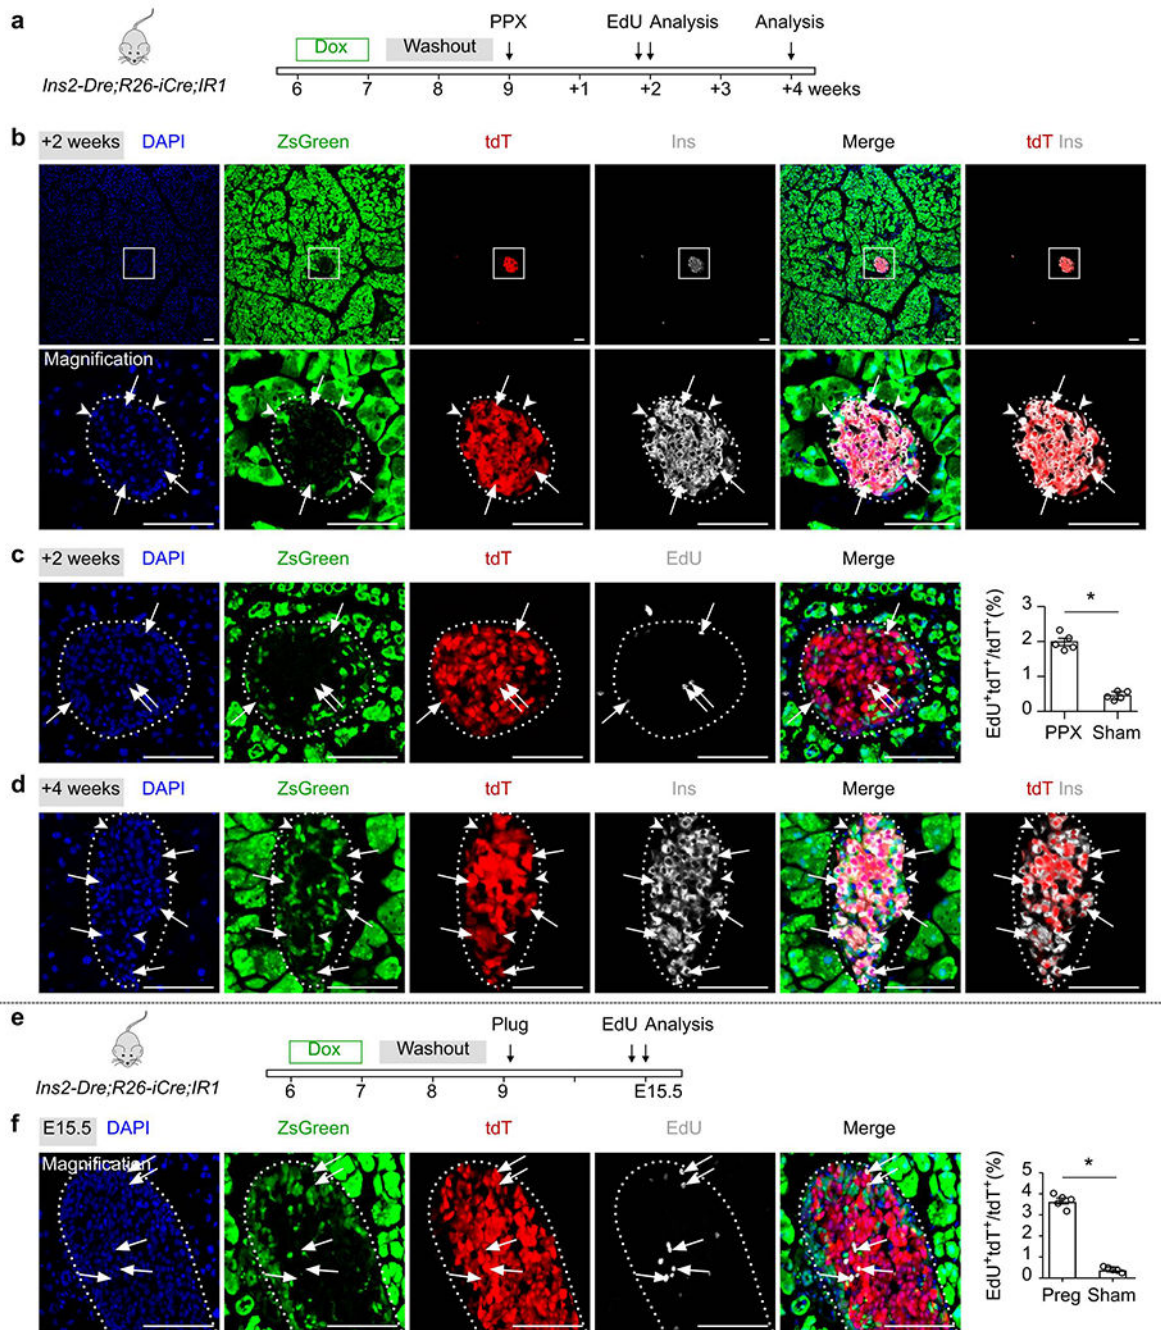 a
PPX EdU Analysis Analysis
Dox Washout
Ins2-Dre;R26-iCre;IR1
6 7 8 9 +1 +2 +3 +4 weeks
b +2 weeks DAPI ZsGreen tdT Ins Merge tdT Ins
Magnification
c +2 weeks DAPI ZsGreen tdT EdU Merge
EdU⁺tdT⁺/tdT⁺(%)
3
2
1
0
*
PPX Sham
d +4 weeks DAPI ZsGreen tdT Ins Merge tdT Ins
e
Plug EdU Analysis
Dox Washout
Ins2-Dre;R26-iCre;IR1
6 7 8 9 E15.5
f E15.5 DAPI ZsGreen tdT EdU Merge
Magnification
EdU⁺tdT⁺/tdT⁺(%)
5
4
3
2
1
0
*
Preg Sham